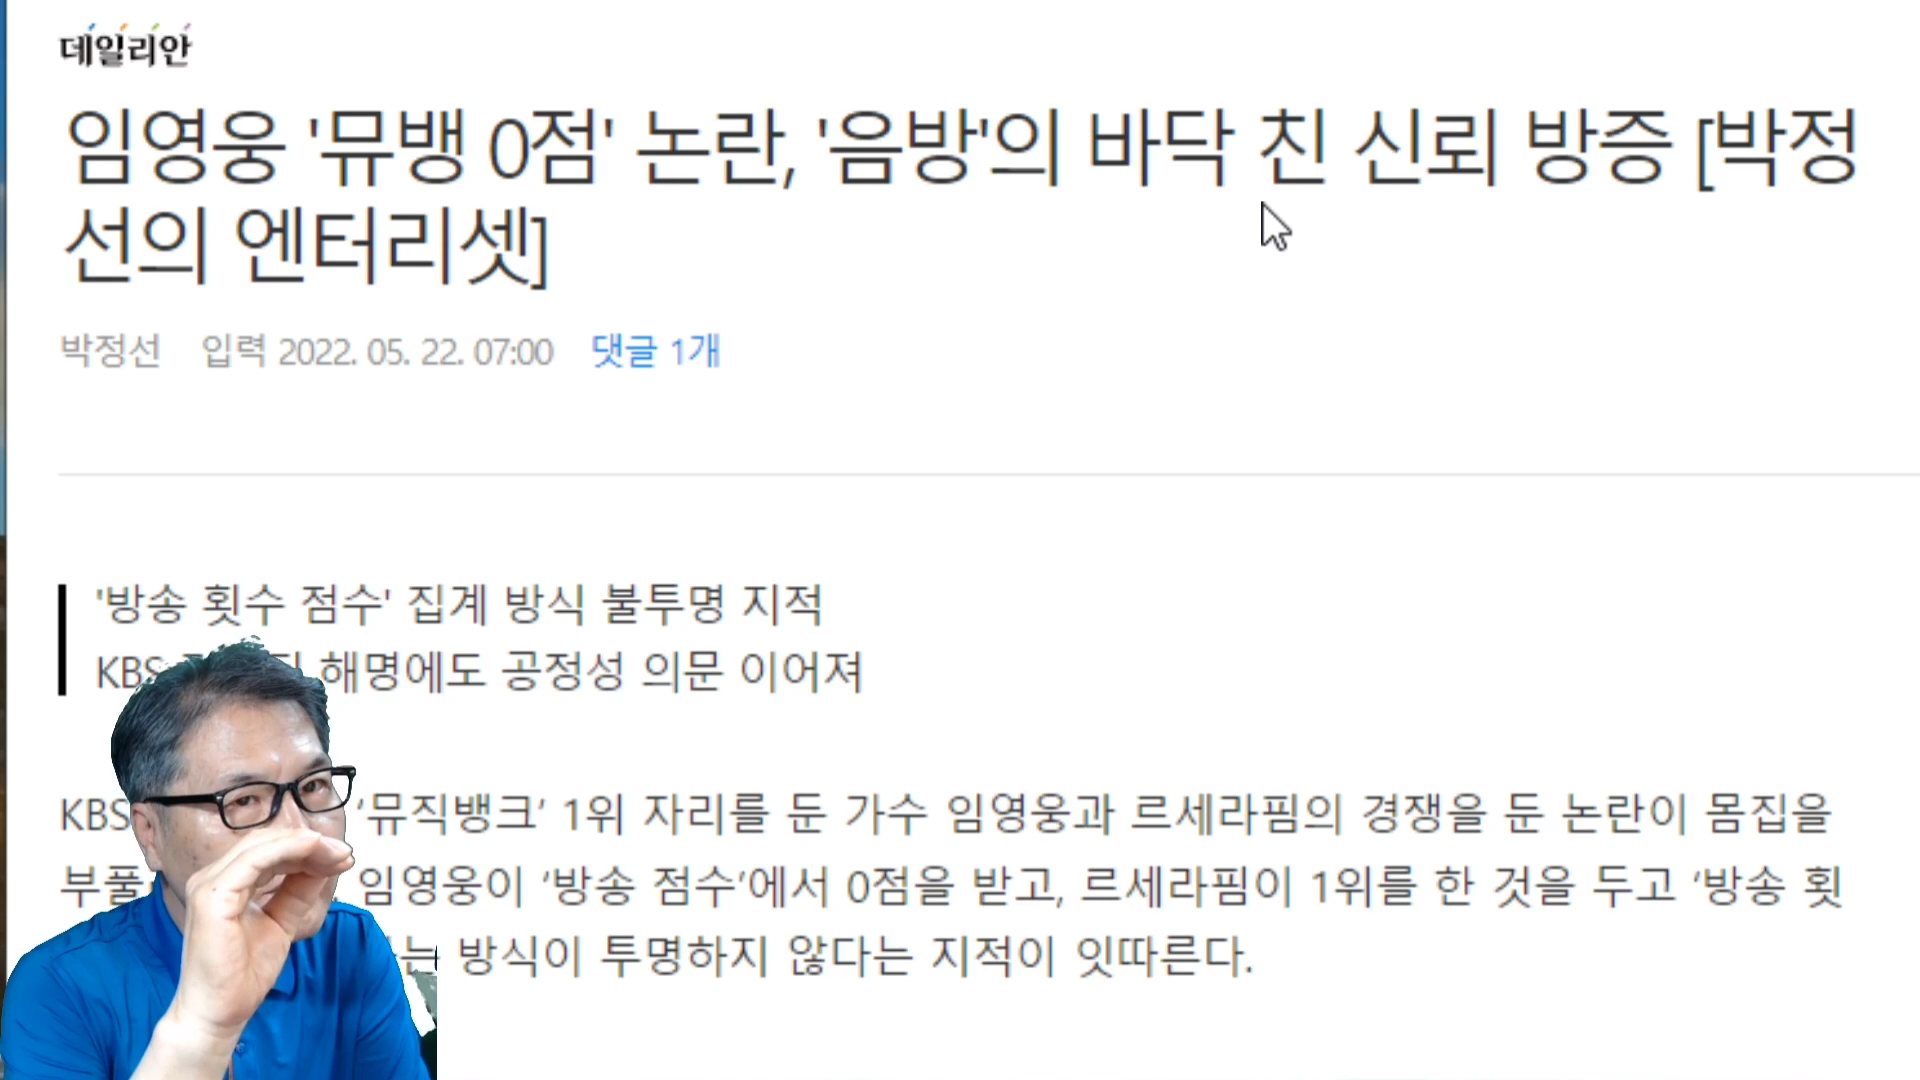 데일리안
임영웅 '뮤뱅 0점' 논란, '음방'의 바닥 친 신뢰 방증 [박정
선의 엔터리셋]
박정선 입력 2022. 05. 22. 07:00 댓글 1개
'방송 횟수 점수' 집계 방식 불투명 지적
KBS 해명에도 공정성 의문 이어져
KBS '뮤직뱅크' 1위 자리를 둔 가수 임영웅과 르세라핌의 경쟁을 둔 논란이 몸집을
임영웅이 '방송 점수'에서 0점을 받고, 르세라핌이 1위를 한 것을 두고 '방송 횟
방식이 투명하지 않다는 지적이 잇따른다.